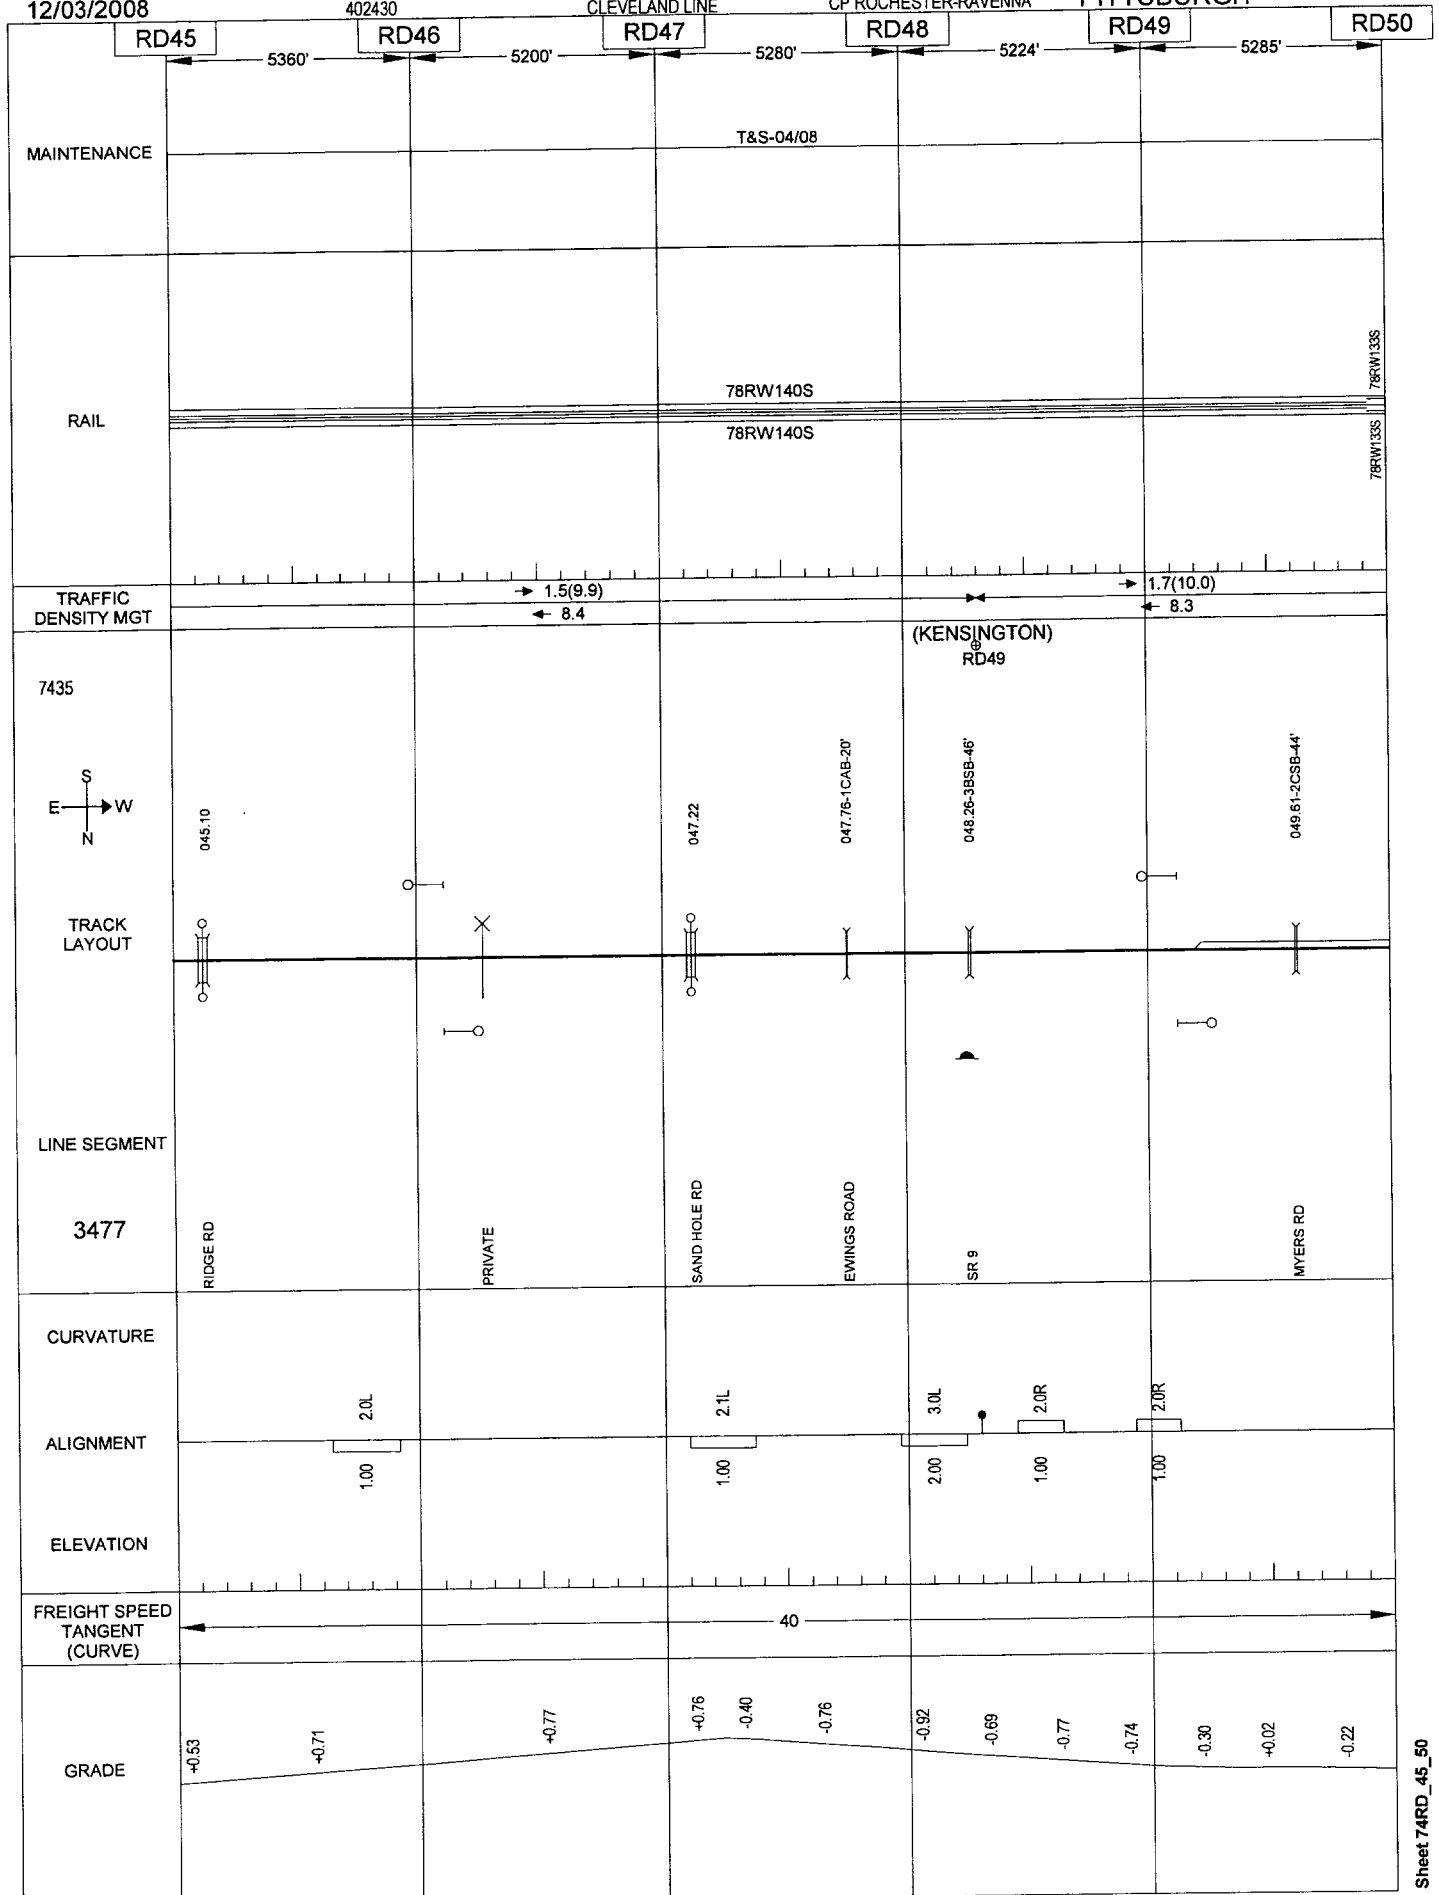 12/03/2008 402430 CLEVELAND LINE CP ROCHESTER-RAVENNA PITTSBURGH
RD45 RD46 RD47 RD48 RD49 RD50
5360' 5200' 5280' 5224' 5285'
MAINTENANCE
T&S-04/08
RAIL
78RW140S
78RW140S
78RW133S
78RW133S
TRAFFIC
DENSITY MGT
1.5(9.9)
8.4
1.7(10.0)
8.3
(KENSINGTON)
RD49
7435
S
E W
N
045.10
047.22
047.76-1CAB-20'
048.26-3BSB-46'
049.61-2CSB-44'
TRACK
LAYOUT
LINE SEGMENT
3477
RIDGE RD
PRIVATE
SAND HOLE RD
EWINGS ROAD
SR 9
MYERS RD
CURVATURE
2.0L 2.1L 3.0L 2.0R 2.0R
ALIGNMENT
1.00 1.00 2.00 1.00 1.00
ELEVATION
FREIGHT SPEED
TANGENT
(CURVE)
40
GRADE
+0.53 +0.71 +0.77 +0.76 -0.40 -0.76 -0.92 -0.69 -0.77 -0.74 -0.30 +0.02 -0.22
Sheet 74RD_45_50